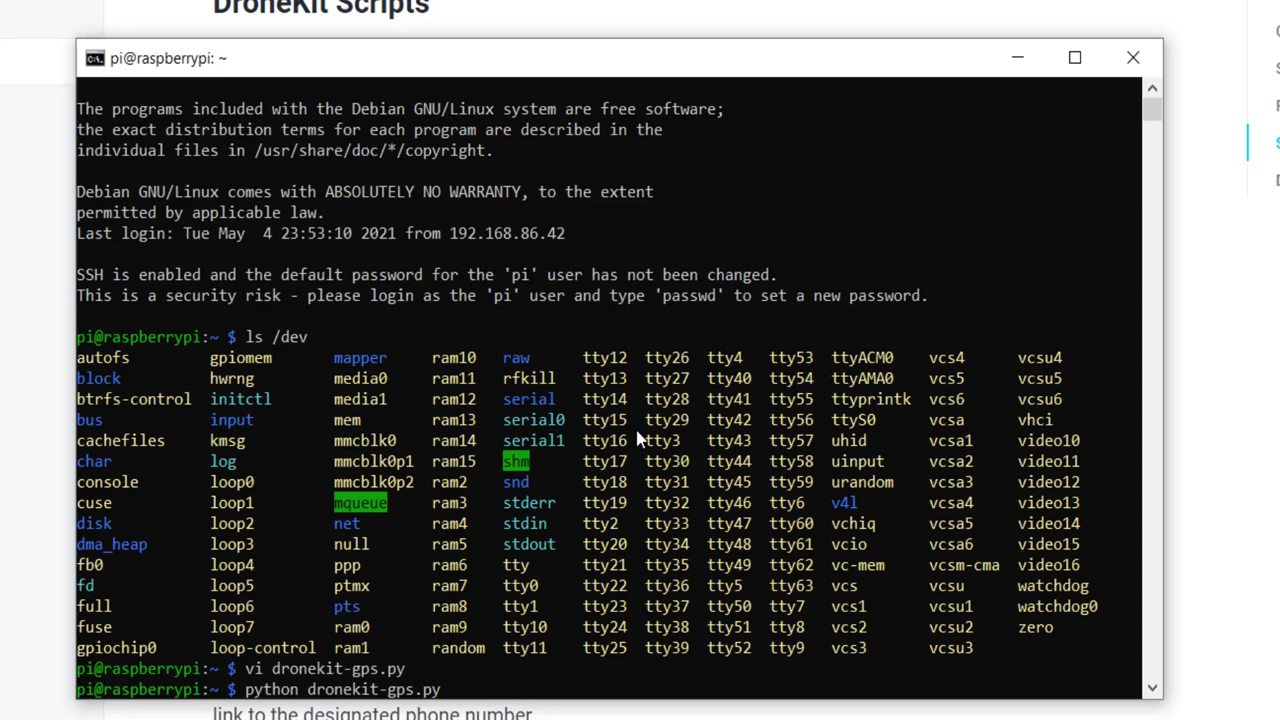 DroneKit Scripts
pi@raspberrypi: ~
The programs included with the Debian GNU/Linux system are free software;
the exact distribution terms for each program are described in the
individual files in /usr/share/doc/*/copyright.
Debian GNU/Linux comes with ABSOLUTELY NO WARRANTY, to the extent
permitted by applicable law.
Last login: Tue May  4 23:53:10 2021 from 192.168.86.42
SSH is enabled and the default password for the 'pi' user has not been changed.
This is a security risk - please login as the 'pi' user and type 'passwd' to set a new password.
pi@raspberrypi:~ $ ls /dev
autofs gpiomem mapper ram10 raw tty12 tty26 tty4 tty53 ttyACM0 vcs4 vcsu4
block hwrng media0 ram11 rfkill tty13 tty27 tty40 tty54 ttyAMA0 vcs5 vcsu5
btrfs-control initctl media1 ram12 serial tty14 tty28 tty41 tty55 ttyprintk vcs6 vcsu6
bus input mem ram13 serial0 tty15 tty29 tty42 tty56 ttyS0 vcsa vhci
cachefiles kmsg mmcblk0 ram14 serial1 tty16 tty3 tty43 tty57 uhid vcsa1 video10
char log mmcblk0p1 ram15 shm tty17 tty30 tty44 tty58 uinput vcsa2 video11
console loop0 mmcblk0p2 ram2 snd tty18 tty31 tty45 tty59 urandom vcsa3 video12
cuse loop1 mqueue ram3 stderr tty19 tty32 tty46 tty6 v4l vcsa4 video13
disk loop2 net ram4 stdin tty2 tty33 tty47 tty60 vchiq vcsa5 video14
dma_heap loop3 null ram5 stdout tty20 tty34 tty48 tty61 vcio vcsa6 video15
fb0 loop4 ppp ram6 tty tty21 tty35 tty49 tty62 vc-mem vcsm-cma video16
fd loop5 ptmx ram7 tty0 tty22 tty36 tty5 tty63 vcs vcsu watchdog
full loop6 pts ram8 tty1 tty23 tty37 tty50 tty7 vcs1 vcsu1 watchdog0
fuse loop7 ram0 ram9 tty10 tty24 tty38 tty51 tty8 vcs2 vcsu2 zero
gpiochip0 loop-control ram1 random tty11 tty25 tty39 tty52 tty9 vcs3 vcsu3
pi@raspberrypi:~ $ vi dronekit-gps.py
pi@raspberrypi:~ $ python dronekit-gps.py
link to the designated phone number